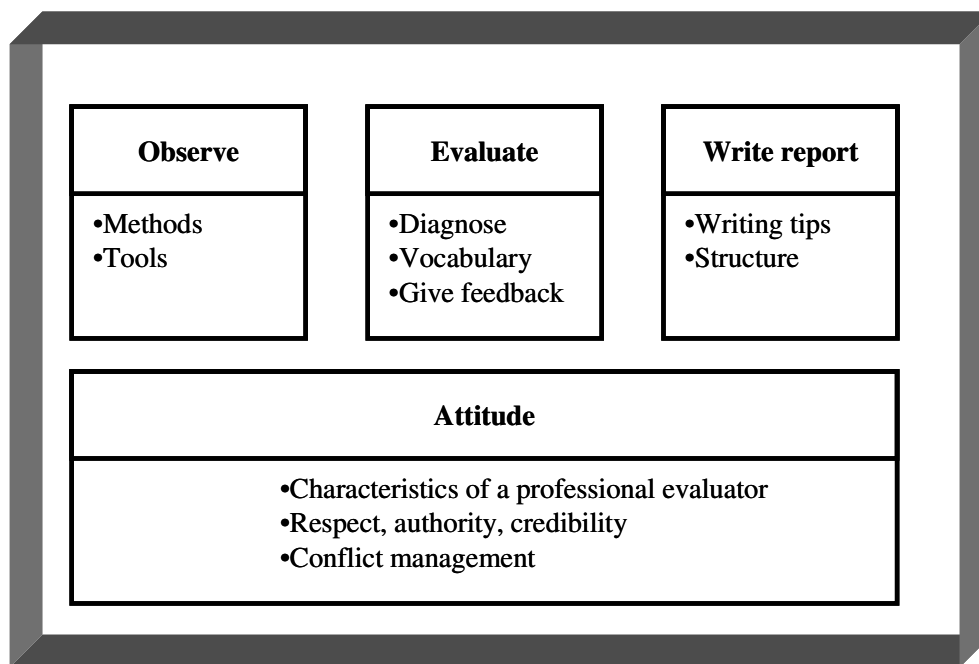 Observe
•Methods
•Tools
Evaluate
•Diagnose
•Vocabulary
•Give feedback
Write report
•Writing tips
•Structure
Attitude
•Characteristics of a professional evaluator
•Respect, authority, credibility
•Conflict management